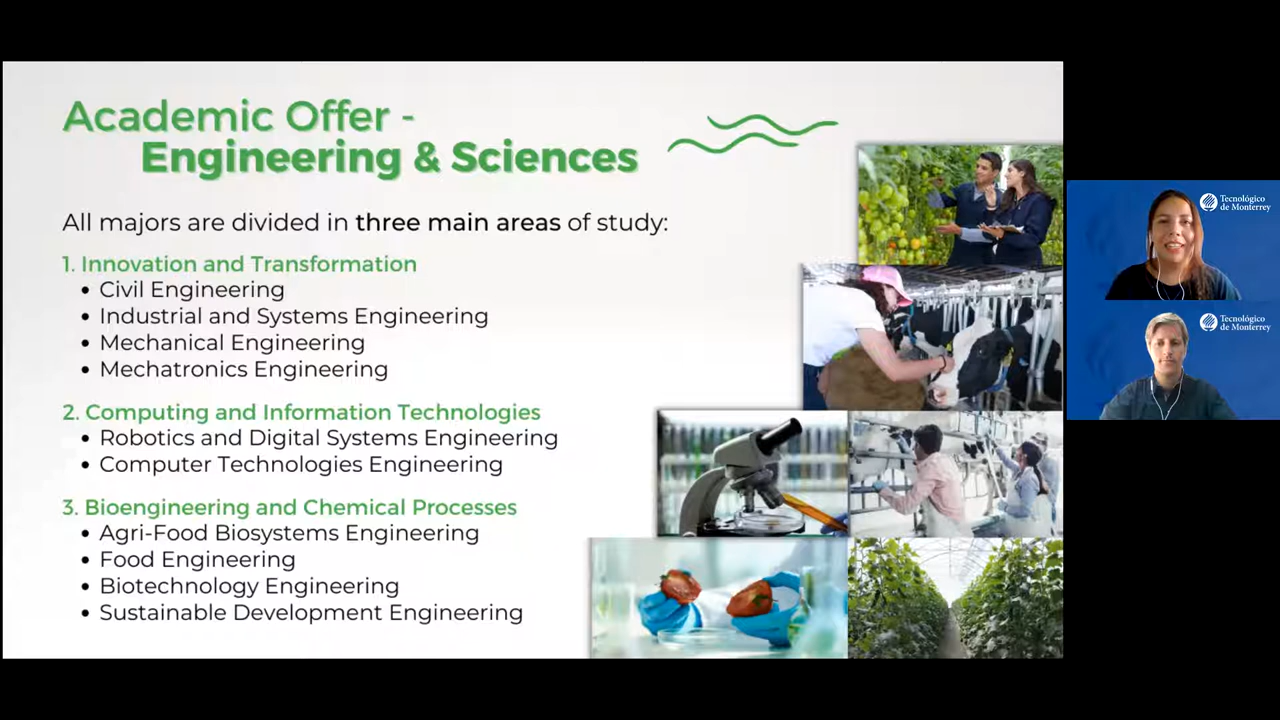 Academic Offer -
Engineering & Sciences
All majors are divided in three main areas of study:
1. Innovation and Transformation
• Civil Engineering
• Industrial and Systems Engineering
• Mechanical Engineering
• Mechatronics Engineering
2. Computing and Information Technologies
• Robotics and Digital Systems Engineering
• Computer Technologies Engineering
3. Bioengineering and Chemical Processes
• Agri-Food Biosystems Engineering
• Food Engineering
• Biotechnology Engineering
• Sustainable Development Engineering
Tecnológico
de Monterrey
Tecnológico
de Monterrey